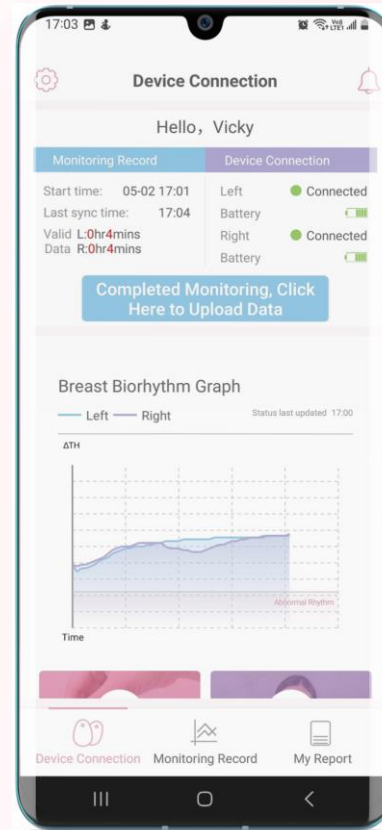 17:03
Device Connection
Hello, Vicky
Monitoring Record
Device Connection
Start time: 05-02 17:01
Last sync time: 17:04
Valid L:0hr4mins
Data R:0hr4mins
Left Connected
Battery
Right Connected
Battery
Completed Monitoring, Click
Here to Upload Data
Breast Biorhythm Graph
Left Right
Status last updated 17:00
ΔTH
Abnormal Rhythm
Time
Device Connection
Monitoring Record
My Report